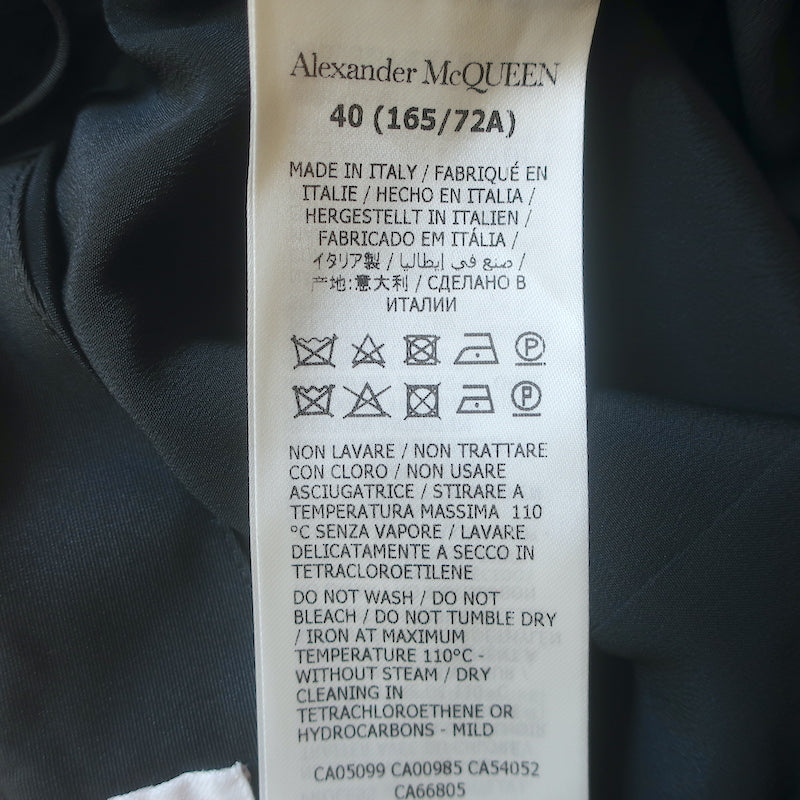 Alexander McQUEEN
40 (165/72A)
MADE IN ITALY / FABRIQUÉ EN
ITALIE / HECHO EN ITALIA /
HERGESTELLT IN ITALIEN /
FABRICADO EM ITÁLIA /
イタリア製 / صنع في إيطاليا /
产地:意大利 / СДЕЛАНО В
ИТАЛИИ
P
P
NON LAVARE / NON TRATTARE
CON CLORO / NON USARE
ASCIUGATRICE / STIRARE A
TEMPERATURA MASSIMA 110
°C SENZA VAPORE / LAVARE
DELICATAMENTE A SECCO IN
TETRACLOROETILENE
DO NOT WASH / DO NOT
BLEACH / DO NOT TUMBLE DRY
/ IRON AT MAXIMUM
TEMPERATURE 110°C -
WITHOUT STEAM / DRY
CLEANING IN
TETRACHLOROETHENE OR
HYDROCARBONS - MILD
CA05099 CA00985 CA54052
CA66805